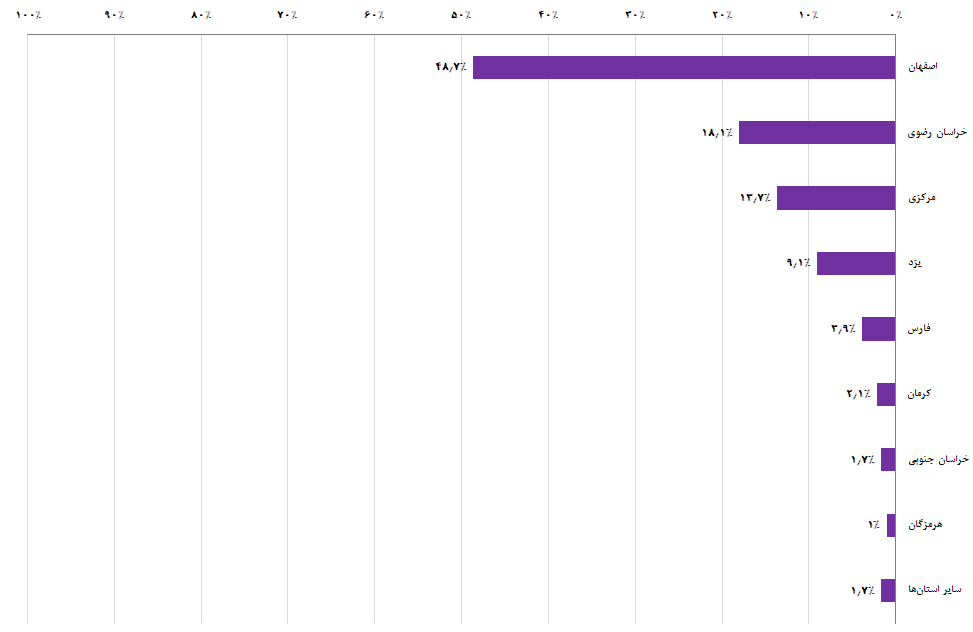 ۰٪ ۱۰٪ ۲۰٪ ۳۰٪ ۴۰٪ ۵۰٪ ۶۰٪ ۷۰٪ ۸۰٪ ۹۰٪ ۱۰۰٪
اصفهان ۴۸٫۷٪
خراسان رضوی ۱۸٫۱٪
مرکزی ۱۳٫۷٪
یزد ۹٫۱٪
فارس ۳٫۹٪
کرمان ۲٫۱٪
خراسان جنوبی ۱٫۷٪
هرمزگان ۱٪
سایر استان‌ها ۱٫۷٪